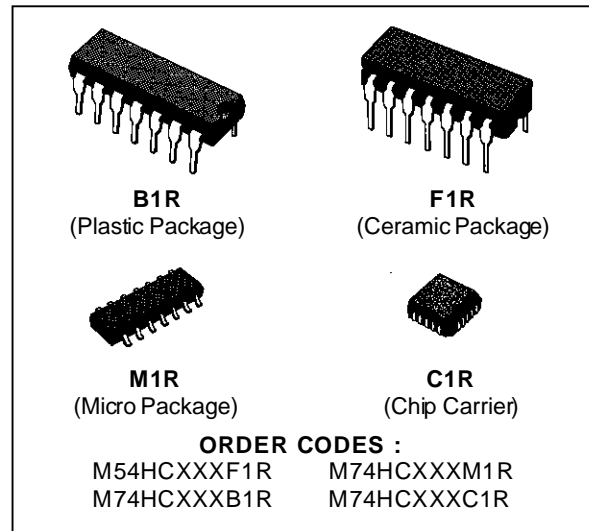 B1R
(Plastic Package)
F1R
(Ceramic Package)
M1R
(Micro Package)
C1R
(Chip Carrier)
ORDER CODES :
M54HCXXXF1R M74HCXXXM1R
M74HCXXXB1R M74HCXXXC1R